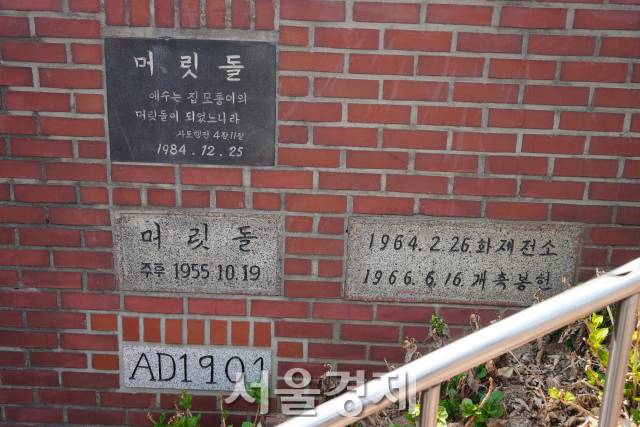 머릿돌
예수는 집 모퉁이의
머릿돌이 되었느니라
사도행전 4장11절
1984. 12. 25
머릿돌
주후 1955 10.19
1964. 2. 26. 화재전소
1966. 6. 16. 개축봉헌
AD1901
서울경제